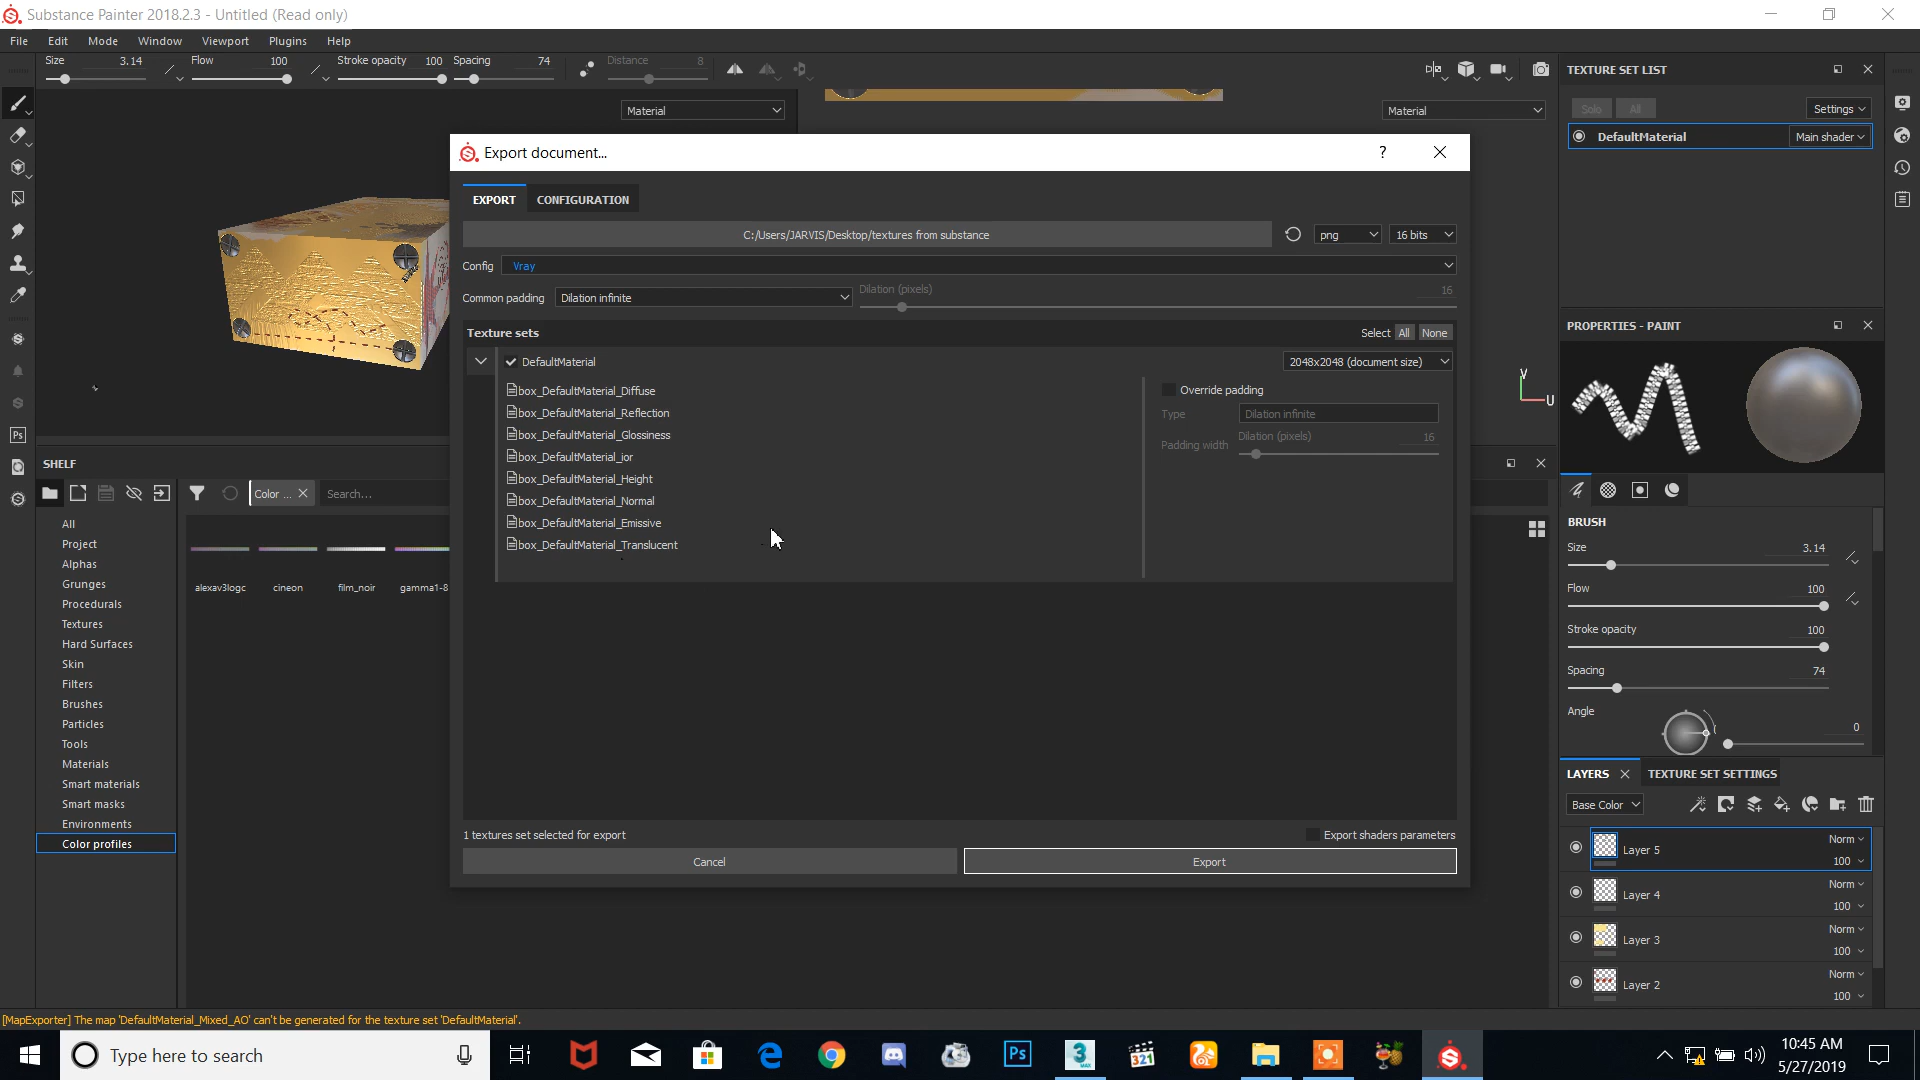 Substance Painter 2018.2.3 - Untitled (Read only)
File Edit Mode Window Viewport Plugins Help
Size 3.14 Flow 100 Stroke opacity 100 Spacing 74 Distance 8
Material
Material
TEXTURE SET LIST
Solo All Settings
DefaultMaterial Main shader
Export document...
?
EXPORT CONFIGURATION
C:/Users/JARVIS/Desktop/textures from substance png 16 bits
Config Vray
Common padding Dilation infinite Dilation (pixels) 16
Texture sets Select All None
DefaultMaterial 2048x2048 (document size)
box_DefaultMaterial_Diffuse
box_DefaultMaterial_Reflection
box_DefaultMaterial_Glossiness
box_DefaultMaterial_ior
box_DefaultMaterial_Height
box_DefaultMaterial_Normal
box_DefaultMaterial_Emissive
box_DefaultMaterial_Translucent
Override padding
Type Dilation infinite
Padding width Dilation (pixels) 16
1 textures set selected for export Export shaders parameters
Cancel Export
V
U
PROPERTIES - PAINT
BRUSH
Size 3.14
Flow 100
Stroke opacity 100
Spacing 74
Angle 0
LAYERS TEXTURE SET SETTINGS
Base Color
Layer 5 Norm 100
Layer 4 Norm 100
Layer 3 Norm 100
Layer 2 Norm 100
Ps
SHELF
Color ... Search...
All
Project
Alphas
Grunges
Procedurals
Textures
Hard Surfaces
Skin
Filters
Brushes
Particles
Tools
Materials
Smart materials
Smart masks
Environments
Color profiles
alexav3logc cineon film_noir gamma1-8
[MapExporter] The map 'DefaultMaterial_Mixed_AO' can't be generated for the texture set 'DefaultMaterial'.
Type here to search
Ps
3
MAX
321
10:45 AM
5/27/2019